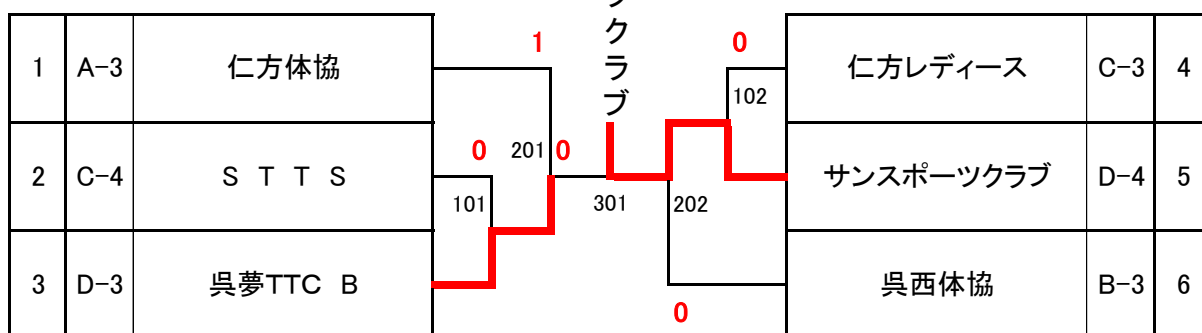 ツ
ク
ラ
ブ
1 A-3 仁方体協
2 C-4 S T T S
3 D-3 呉夢TTC B
1
0
201
0
101
301
0
102
202
0
仁方レディース C-3 4
サンスポーツクラブ D-4 5
呉西体協 B-3 6